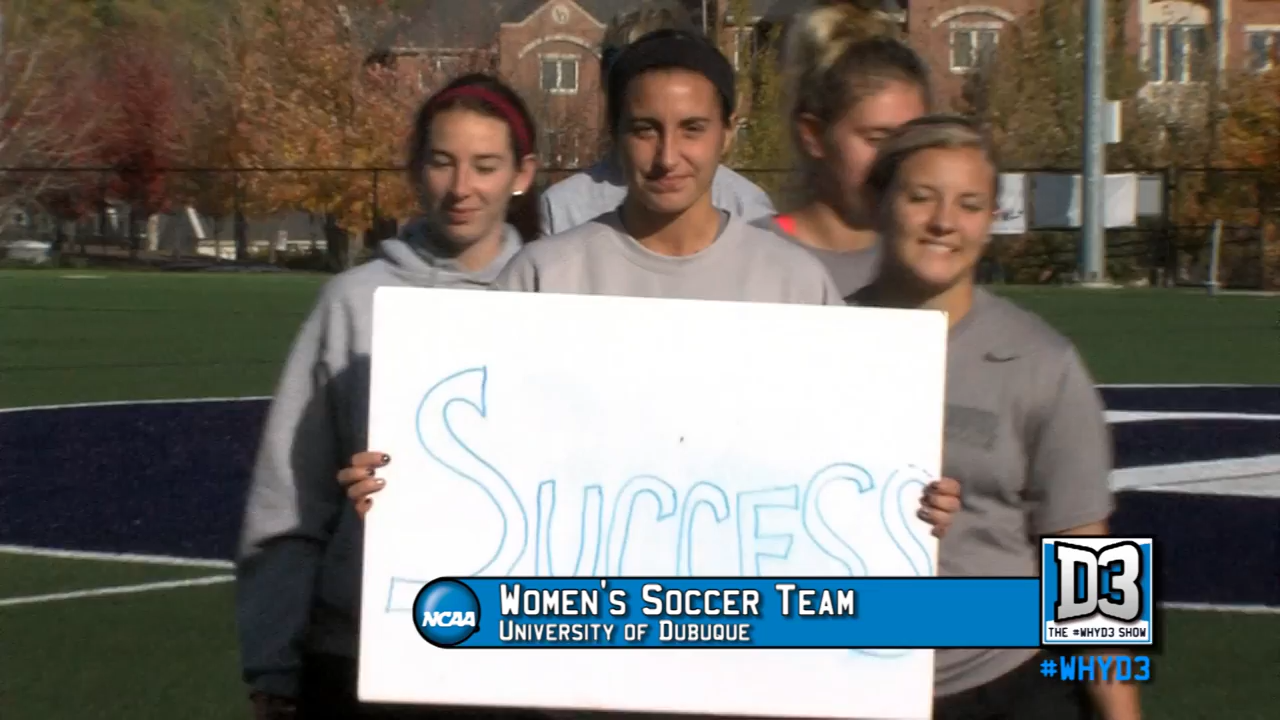 SUCCESS
NCAA
WOMEN'S SOCCER TEAM
UNIVERSITY OF DUBUQUE
D3
THE #WHYD3 SHOW
#WHYD3